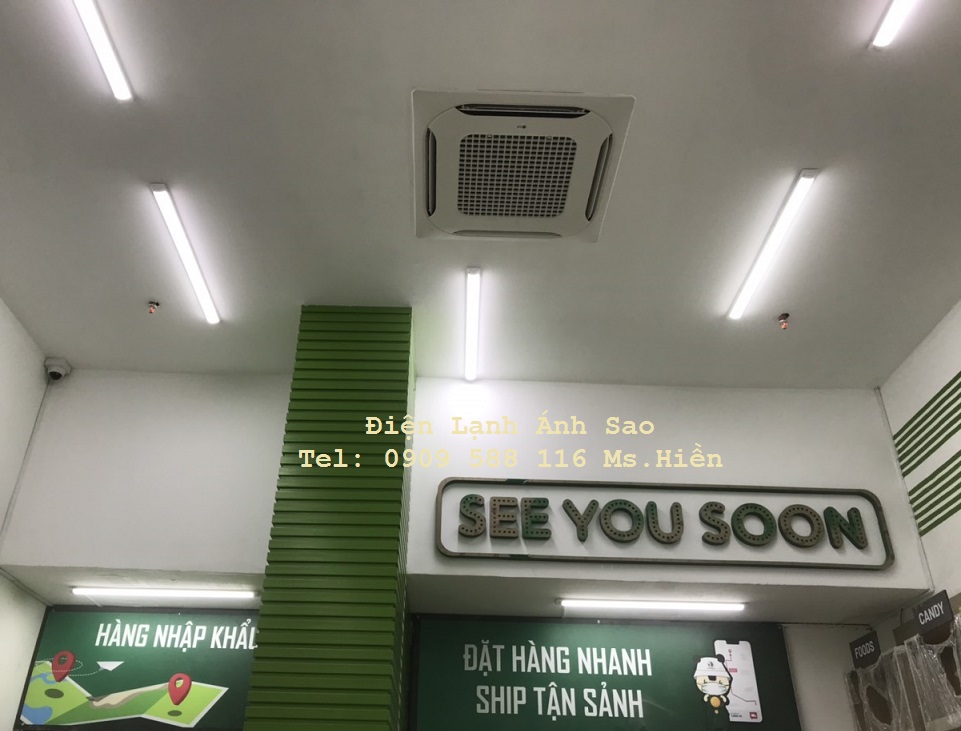 Điện Lạnh Ánh Sao
Tel: 0909 588 116 Ms.Hiền
SEE YOU SOON
HÀNG NHẬP KHẨU
ĐẶT HÀNG NHANH
SHIP TẬN SẢNH
FOODS
CANDY